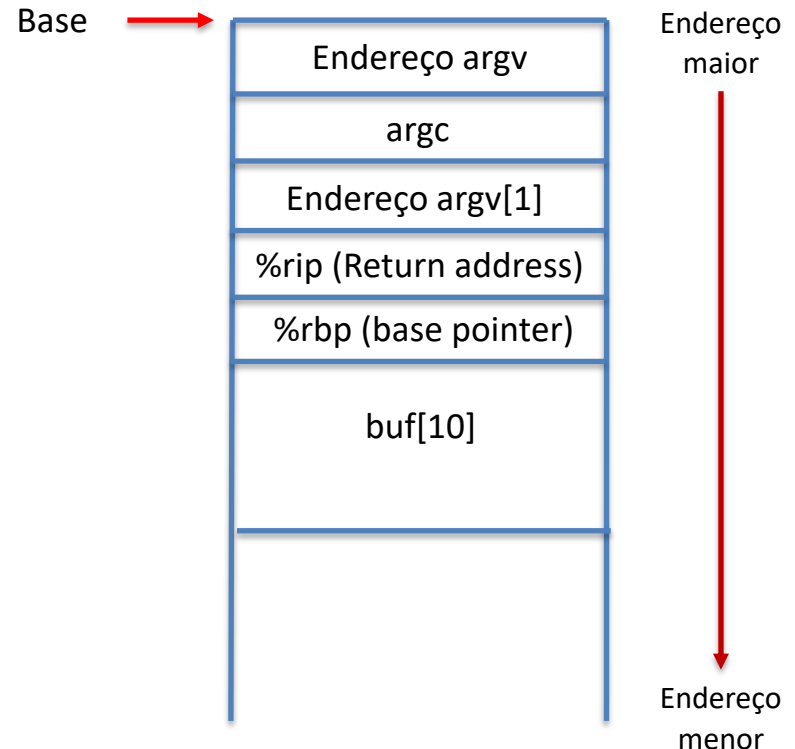 Base
Endereço
maior
Endereço argv
argc
Endereço argv[1]
%rip (Return address)
%rbp (base pointer)
buf[10]
Endereço
menor